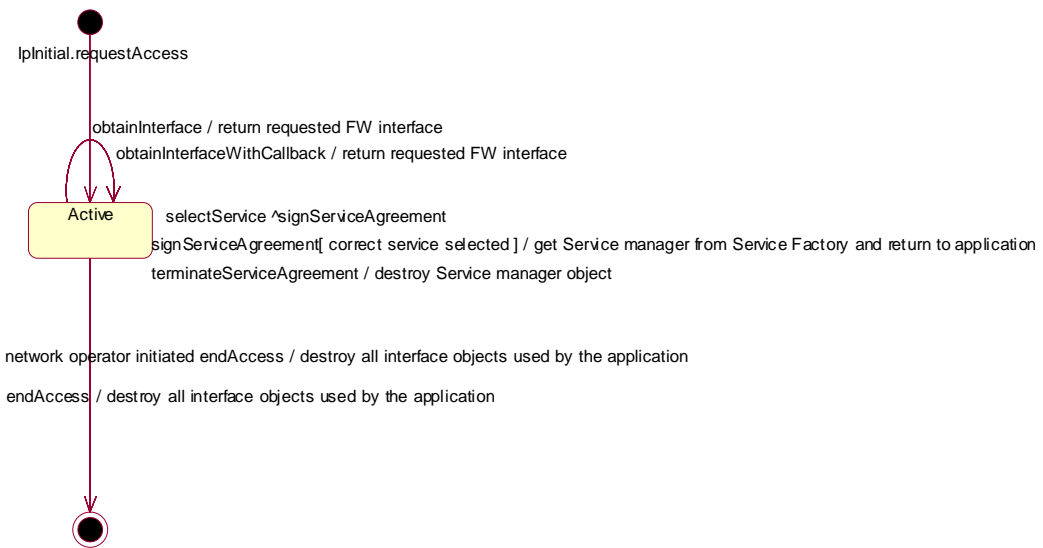 IpInitial.requestAccess
obtainInterface / return requested FW interface
obtainInterfaceWithCallback / return requested FW interface
Active
selectService ^signServiceAgreement
signServiceAgreement[ correct service selected ] / get Service manager from Service Factory and return to application
terminateServiceAgreement / destroy Service manager object
network operator initiated endAccess / destroy all interface objects used by the application
endAccess / destroy all interface objects used by the application